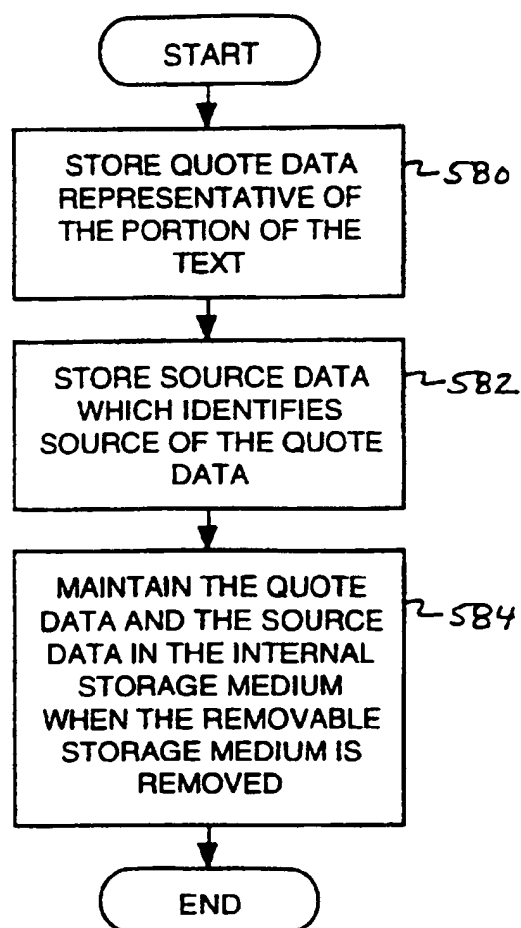 START
STORE QUOTE DATA
REPRESENTATIVE OF
THE PORTION OF THE
TEXT
580
STORE SOURCE DATA
WHICH IDENTIFIES
SOURCE OF THE QUOTE
DATA
582
MAINTAIN THE QUOTE
DATA AND THE SOURCE
DATA IN THE INTERNAL
STORAGE MEDIUM
WHEN THE REMOVABLE
STORAGE MEDIUM IS
REMOVED
584
END